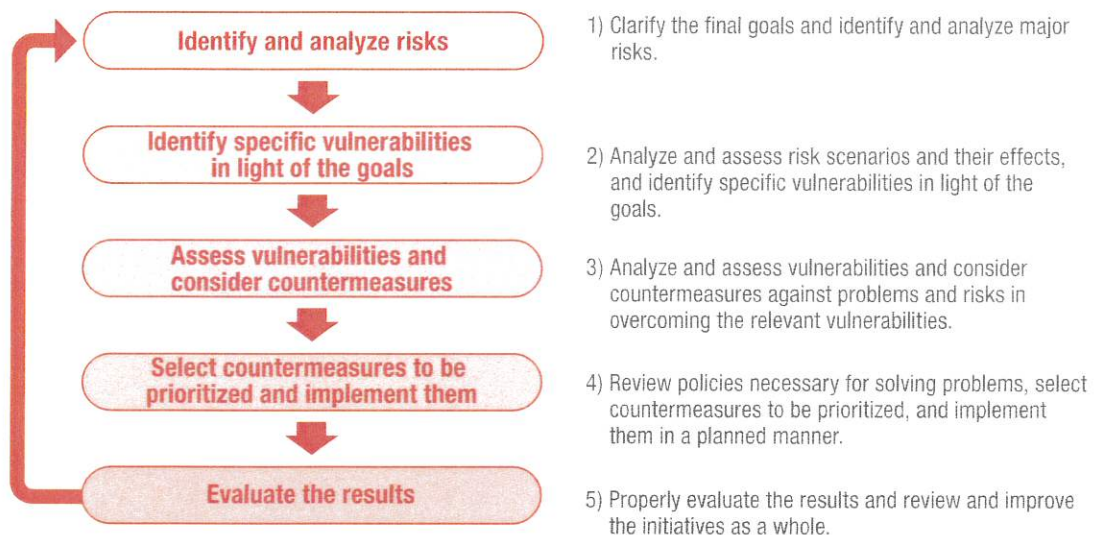 Identify and analyze risks
1) Clarify the final goals and identify and analyze major
risks.
Identify specific vulnerabilities
in light of the goals
2) Analyze and assess risk scenarios and their effects,
and identify specific vulnerabilities in light of the
goals.
Assess vulnerabilities and
consider countermeasures
3) Analyze and assess vulnerabilities and consider
countermeasures against problems and risks in
overcoming the relevant vulnerabilities.
Select countermeasures to be
prioritized and implement them
4) Review policies necessary for solving problems, select
countermeasures to be prioritized, and implement
them in a planned manner.
Evaluate the results
5) Properly evaluate the results and review and improve
the initiatives as a whole.